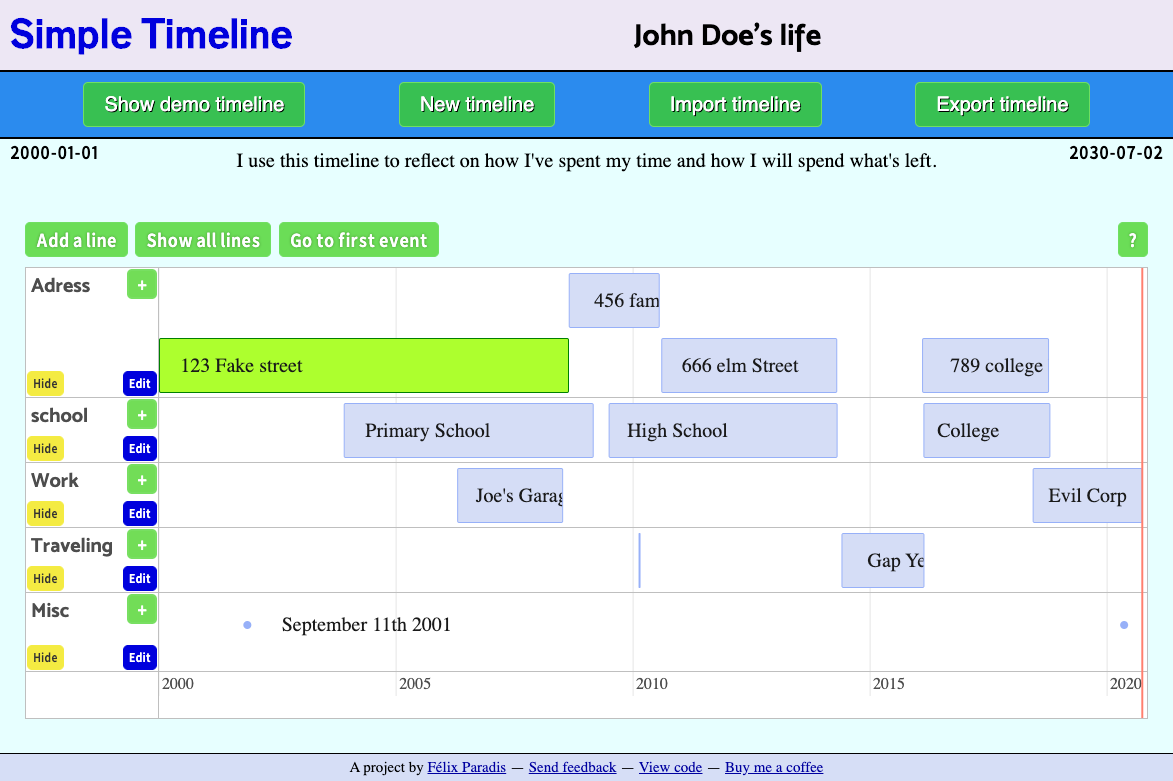 Simple Timeline
John Doe's life
Show demo timeline
New timeline
Import timeline
Export timeline
2000-01-01
I use this timeline to reflect on how I've spent my time and how I will spend what's left.
2030-07-02
Add a line
Show all lines
Go to first event
?
Adress
+
456 fam
123 Fake street
666 elm Street
789 college
Hide
Edit
school
+
Primary School
High School
College
Hide
Edit
Work
+
Joe's Garag
Evil Corp
Hide
Edit
Traveling
+
Gap Ye
Hide
Edit
Misc
+
September 11th 2001
Hide
Edit
2000
2005
2010
2015
2020
A project by Félix Paradis — Send feedback — View code — Buy me a coffee